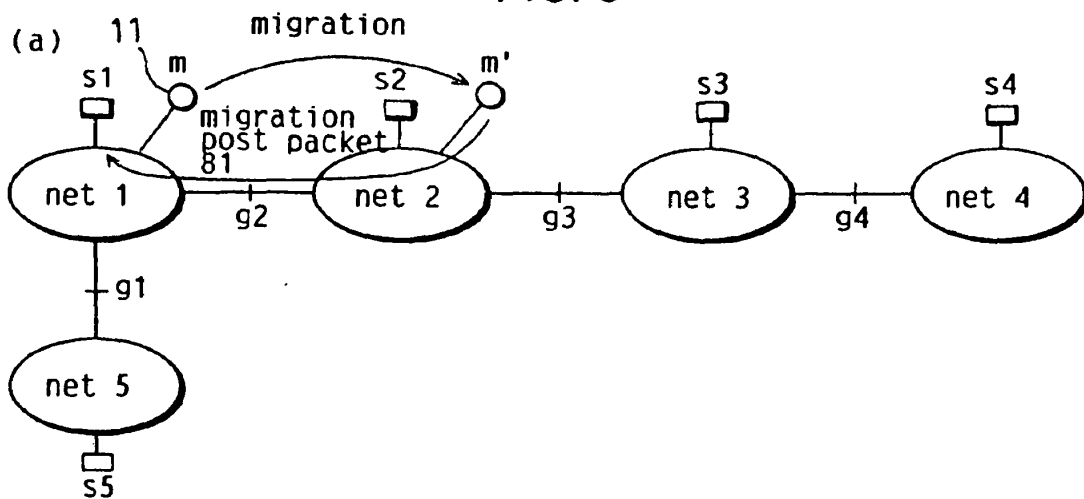 (a)
11
m
migration
m'
s1
s2
s3
s4
migration
post packet
81
net 1
g2
net 2
g3
net 3
g4
net 4
g1
net 5
s5